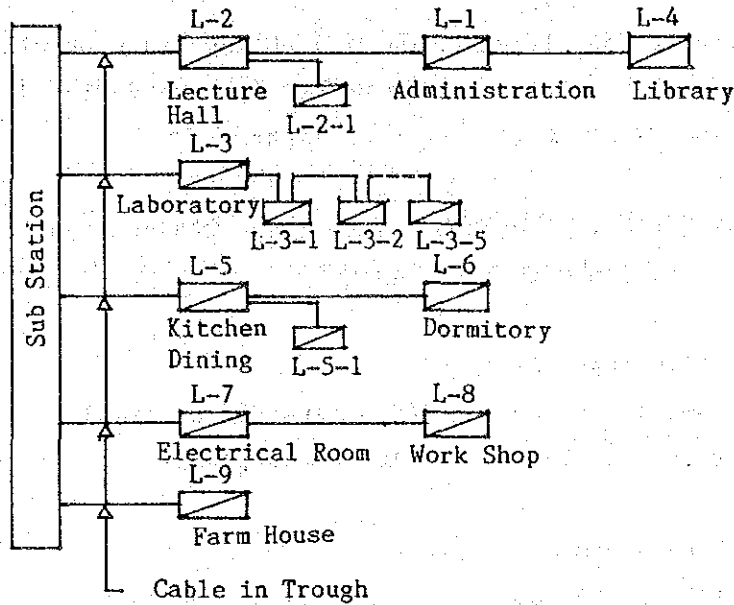 L-2 L-1 L-4
Lecture Administration Library
Hall
L-2-1
L-3
Laboratory
L-3-1 L-3-2 L-3-5
L-5 L-6
Kitchen Dormitory
Dining
L-5-1
L-7 L-8
Electrical Room Work Shop
L-9
Farm House
Cable in Trough
Sub Station